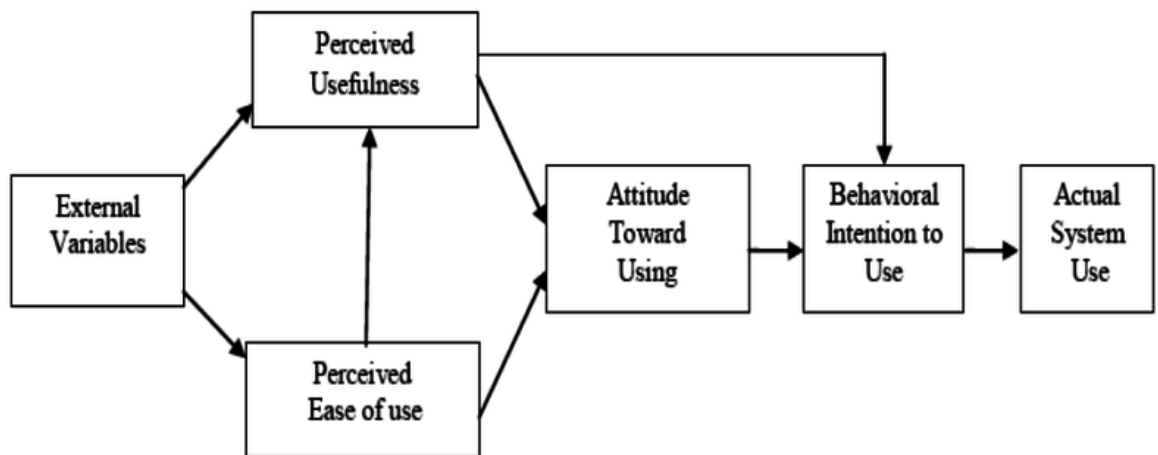 Perceived
Usefulness
External
Variables
Perceived
Ease of use
Attitude
Toward
Using
Behavioral
Intention to
Use
Actual
System
Use